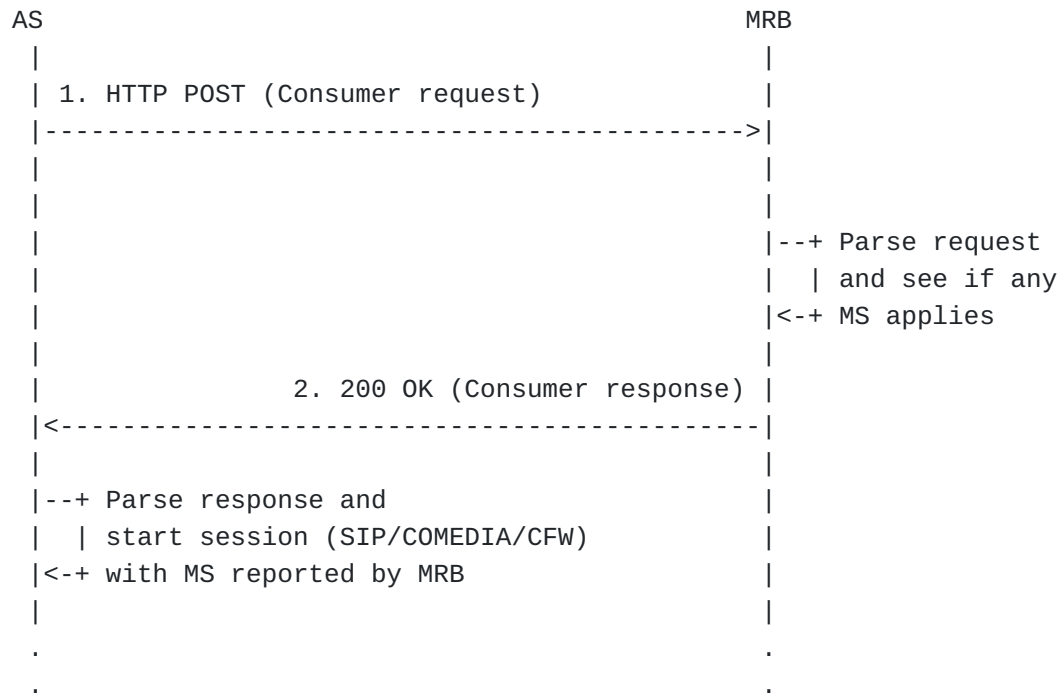 AS                                              MRB
 |                                               |
 | 1. HTTP POST (Consumer request)               |
 |---------------------------------------------->|
 |                                               |
 |                                               |
 |                                               |--+ Parse request
 |                                               |  | and see if any
 |                                               |<-+ MS applies
 |                                               |
 |                 2. 200 OK (Consumer response) |
 |<----------------------------------------------|
 |                                               |
 |--+ Parse response and                         |
 |  | start session (SIP/COMEDIA/CFW)            |
 |<-+ with MS reported by MRB                    |
 |                                               |
 .                                               .
 .                                               .